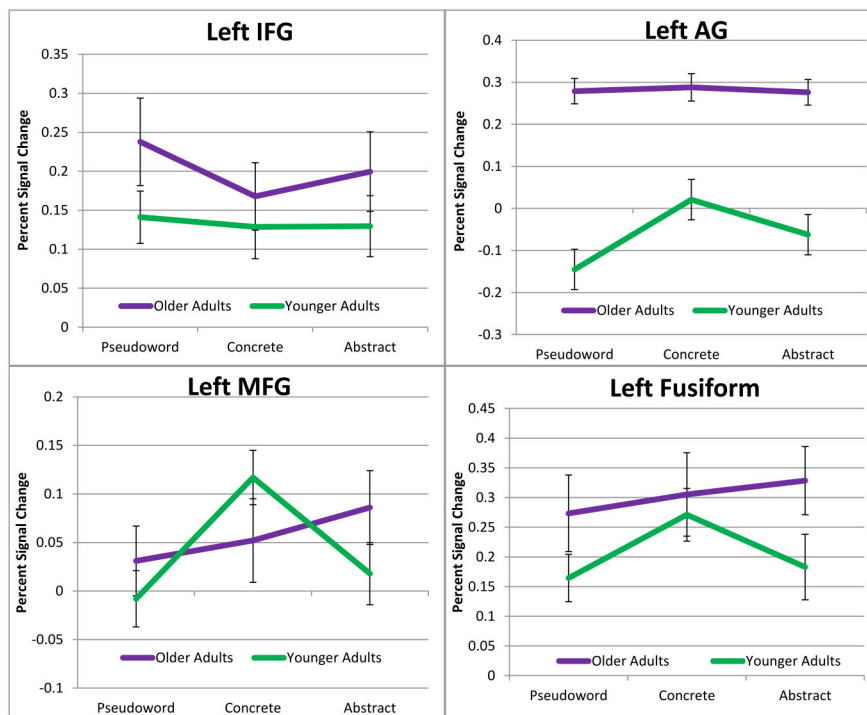 Left IFG
Percent Signal Change
0.35
0.3
0.25
0.2
0.15
0.1
0.05
0
Older Adults Younger Adults
Pseudoword Concrete Abstract
Left AG
Percent Signal Change
0.4
0.3
0.2
0.1
0
-0.1
-0.2
-0.3
Older Adults Younger Adults
Pseudoword Concrete Abstract
Left MFG
Percent Signal Change
0.2
0.15
0.1
0.05
0
-0.05
-0.1
Older Adults Younger Adults
Pseudoword Concrete Abstract
Left Fusiform
Percent Signal Change
0.45
0.4
0.35
0.3
0.25
0.2
0.15
0.1
0.05
0
Older Adults Younger Adults
Pseudoword Concrete Abstract